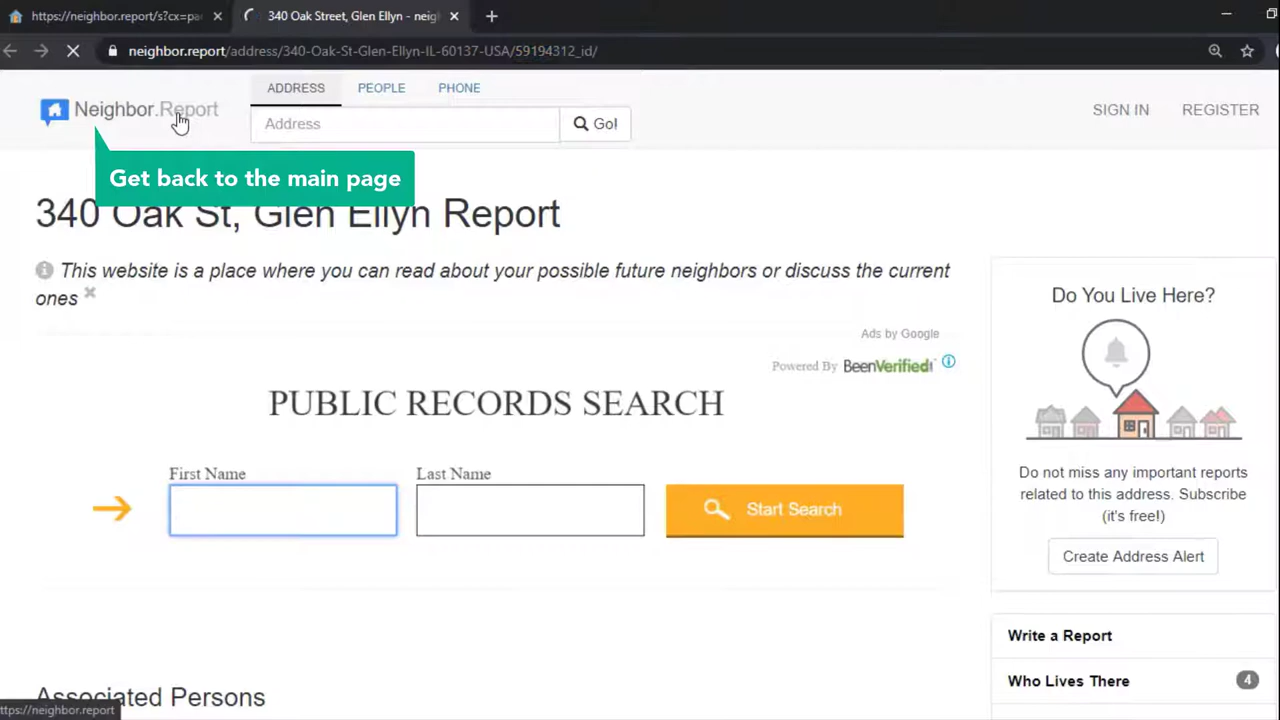 https://neighbor.report/s?cx=pa
340 Oak Street, Glen Ellyn - neig
neighbor.report/address/340-Oak-St-Glen-Ellyn-IL-60137-USA/59194312_id/
Neighbor.Report
ADDRESS PEOPLE PHONE
Address
Go!
SIGN IN REGISTER
Get back to the main page
340 Oak St, Glen Ellyn Report
This website is a place where you can read about your possible future neighbors or discuss the current
ones
Ads by Google
Powered By BeenVerified!
PUBLIC RECORDS SEARCH
First Name Last Name
Start Search
Do You Live Here?
Do not miss any important reports
related to this address. Subscribe
(it's free!)
Create Address Alert
Write a Report
Who Lives There 4
Associated Persons
ttps://neighbor.report